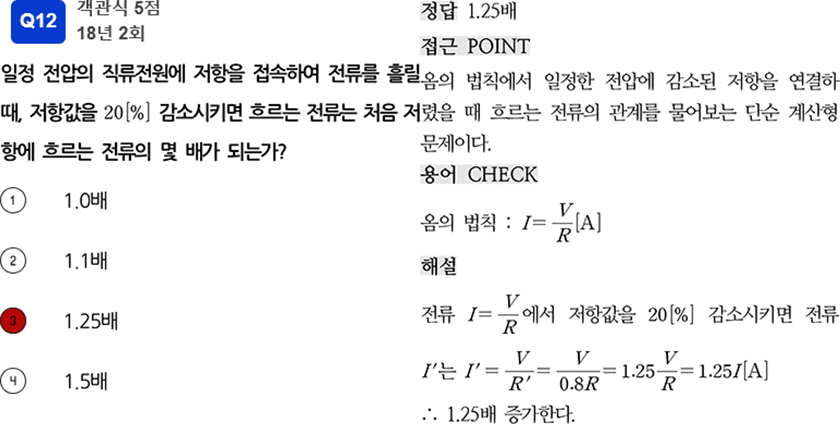 Q12
객관식 5점
18년 2회
일정 전압의 직류전원에 저항을 접속하여 전류를 흘릴
때, 저항값을 20[%] 감소시키면 흐르는 전류는 처음 저
항에 흐르는 전류의 몇 배가 되는가?
1 1.0배
2 1.1배
3 1.25배
4 1.5배
정답 1.25배
접근 POINT
옴의 법칙에서 일정한 전압에 감소된 저항을 연결하
렸을 때 흐르는 전류의 관계를 물어보는 단순 계산형
문제이다.
용어 CHECK
옴의 법칙 : I=V/R[A]
해설
전류 I=V/R에서 저항값을 20[%] 감소시키면 전류
I′는 I′=V/R′=V/0.8R=1.25V/R=1.25I[A]
∴ 1.25배 증가한다.